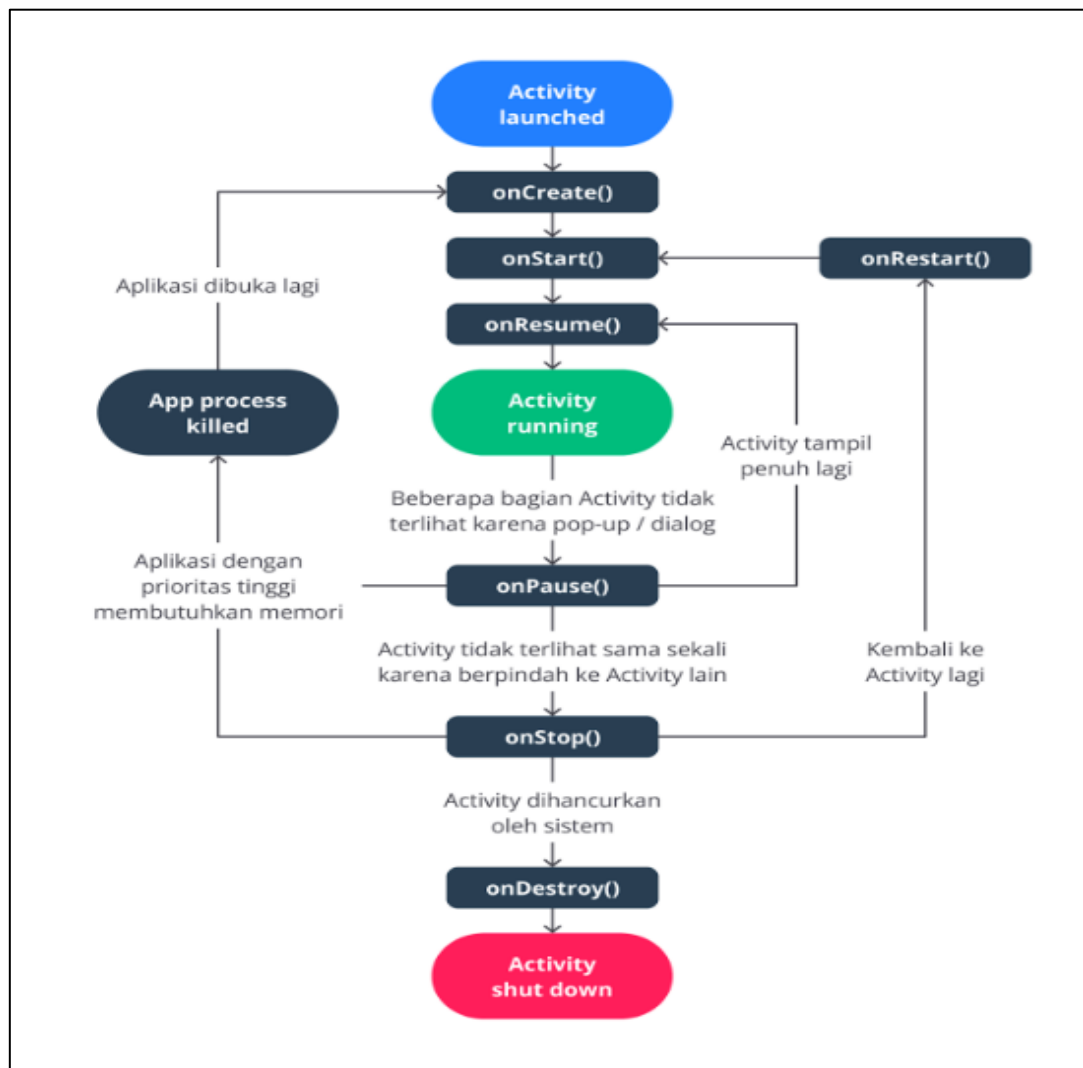 Activity
launched
onCreate()
onStart()
onRestart()
Aplikasi dibuka lagi
onResume()
App process
killed
Activity
running
Activity tampil
penuh lagi
Beberapa bagian Activity tidak
terlihat karena pop-up / dialog
Aplikasi dengan
prioritas tinggi
membutuhkan memori
onPause()
Activity tidak terlihat sama sekali
karena berpindah ke Activity lain
Kembali ke
Activity lagi
onStop()
Activity dihancurkan
oleh sistem
onDestroy()
Activity
shut down